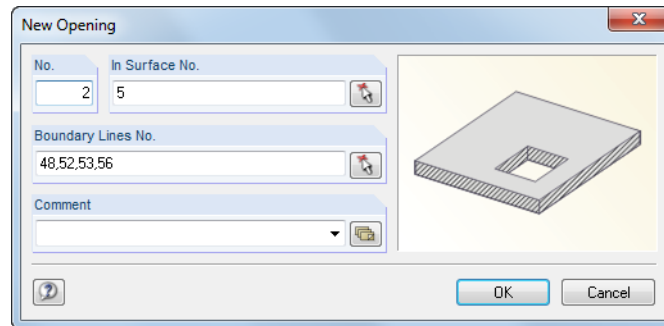 New Opening
No. In Surface No.
2 5
Boundary Lines No.
48,52,53,56
Comment
OK Cancel